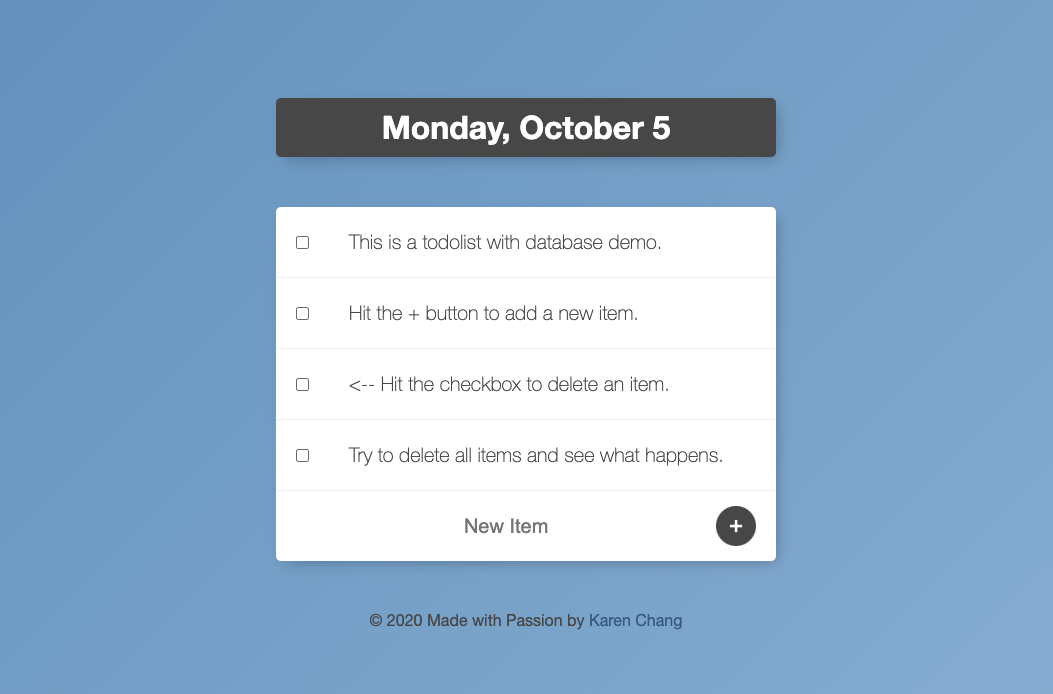 Monday, October 5
This is a todolist with database demo.
Hit the + button to add a new item.
<-- Hit the checkbox to delete an item.
Try to delete all items and see what happens.
New Item +
© 2020 Made with Passion by Karen Chang